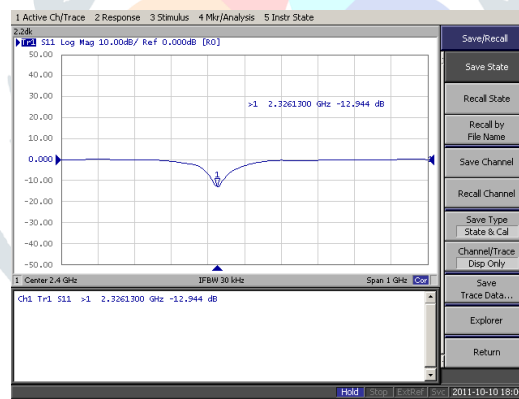 1 Active Ch/Trace 2 Response 3 Stimulus 4 Mkr/Analysis 5 Instr State
2.2dk
Tr1 S11 Log Mag 10.00dB/ Ref 0.000dB [RO]
50.00
40.00
30.00
20.00
10.00
0.000
-10.00
-20.00
-30.00
-40.00
-50.00
>1 2.3261300 GHz -12.944 dB
1
1 Center 2.4 GHz IFBW 30 kHz Span 1 GHz Cor
Ch1 Tr1 S11 >1 2.3261300 GHz -12.944 dB
Save/Recall
Save State
Recall State
Recall by
File Name
Save Channel
Recall Channel
Save Type
State & Cal
Channel/Trace
Disp Only
Save
Trace Data...
Explorer
Return
Hold Stop ExtRef Svc 2011-10-10 18:0